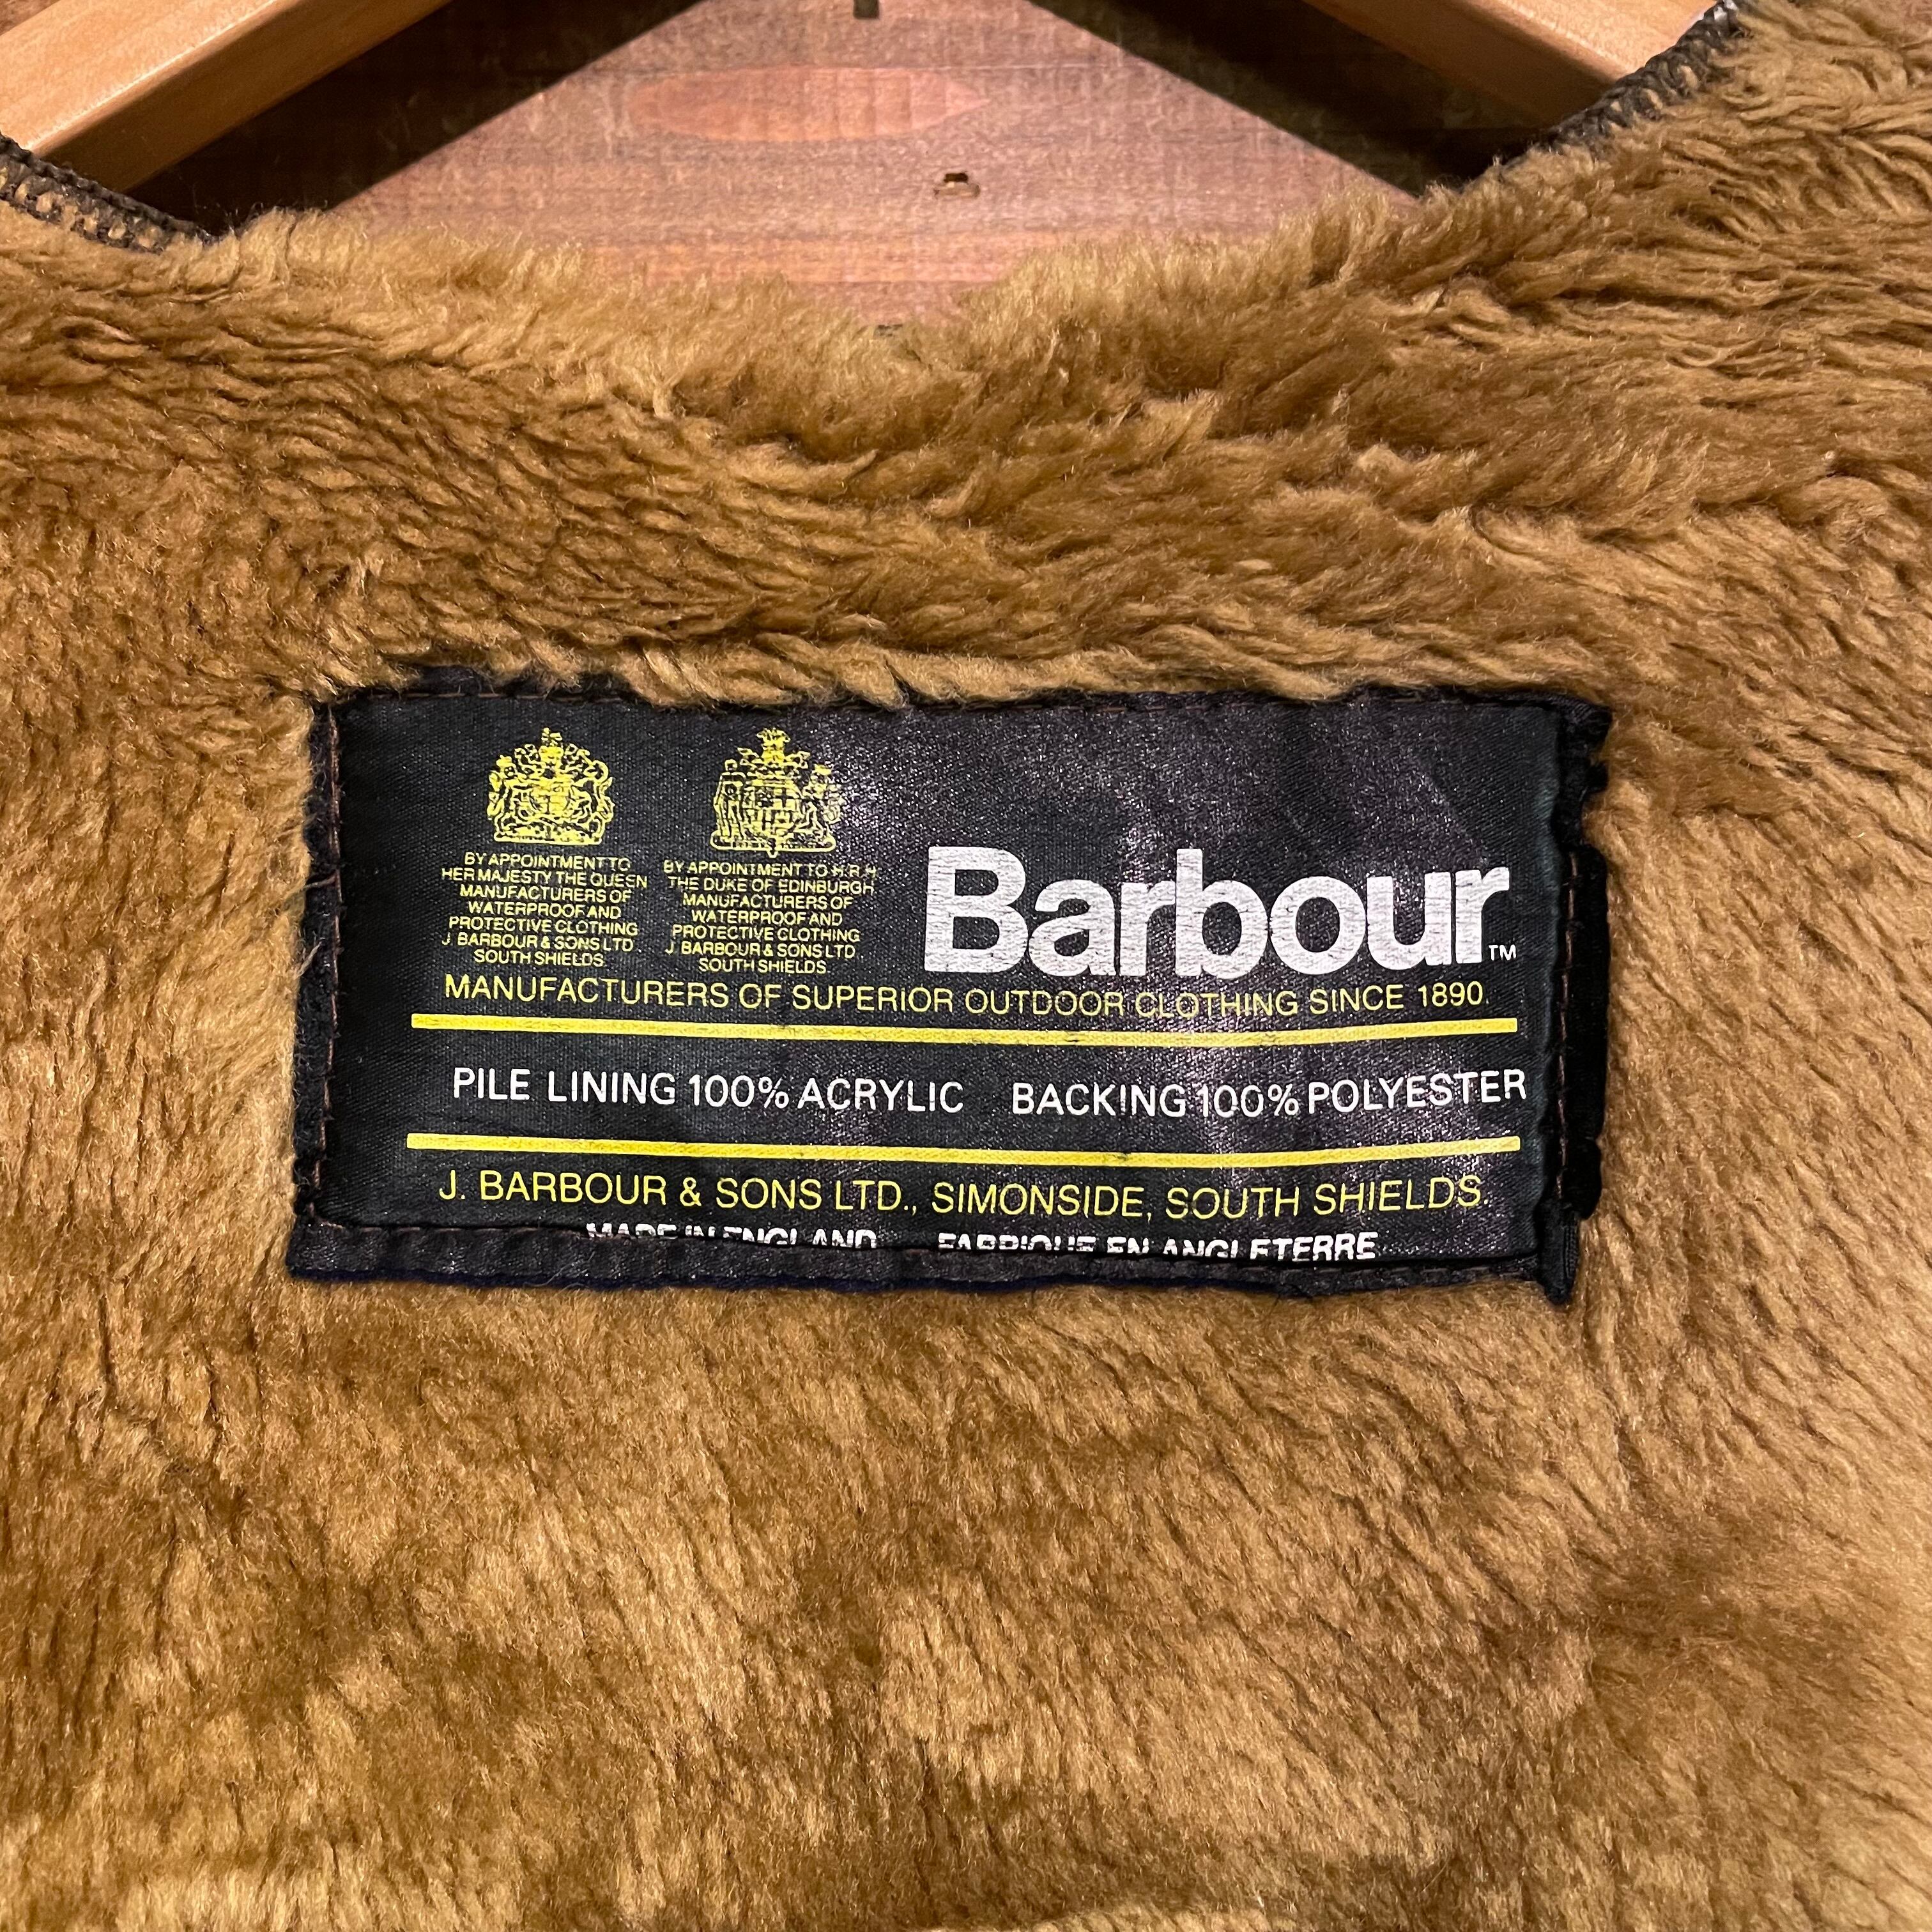 BY APPOINTMENT TO
HER MAJESTY THE QUEEN
MANUFACTURERS OF
WATERPROOF AND
PROTECTIVE CLOTHING
J. BARBOUR & SONS LTD
SOUTH SHIELDS.
BY APPOINTMENT TO H.R.H.
THE DUKE OF EDINBURGH
MANUFACTURERS OF
WATERPROOF AND
PROTECTIVE CLOTHING
J. BARBOUR & SONS LTD.
SOUTH SHIELDS.
Barbour™
MANUFACTURERS OF SUPERIOR OUTDOOR CLOTHING SINCE 1890.
PILE LINING 100% ACRYLIC BACKING 100% POLYESTER
J. BARBOUR & SONS LTD., SIMONSIDE, SOUTH SHIELDS.
MADE IN ENGLAND FABRIQUE EN ANGLETERRE